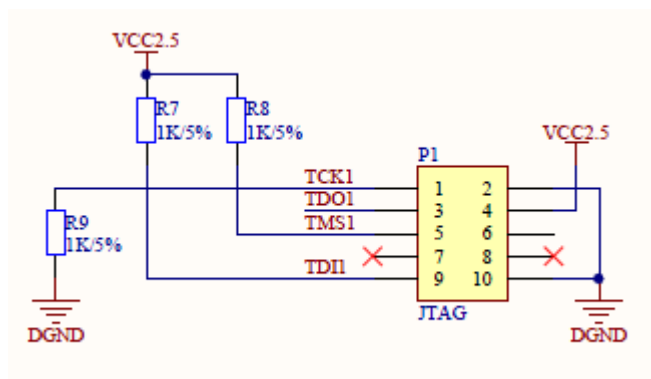 VCC2.5
R7
1K/5%
R8
1K/5%
VCC2.5
P1
TCK1
1 2
TDO1
3 4
TMS1
5 6
7 8
TDI1
9 10
R9
1K/5%
JTAG
DGND
DGND